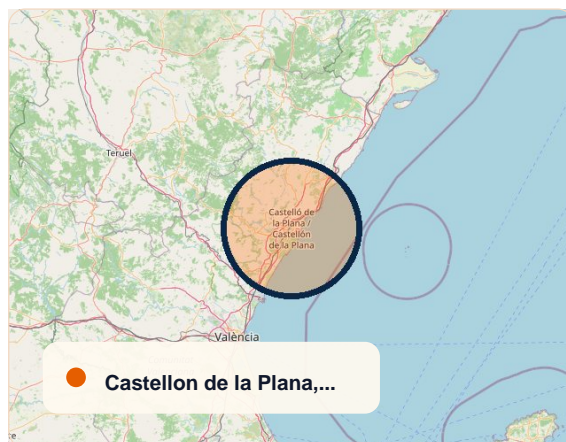 Teruel
Castelló de
la Plana /
Castellón
de la Plana
València
Castellon de la Plana,...